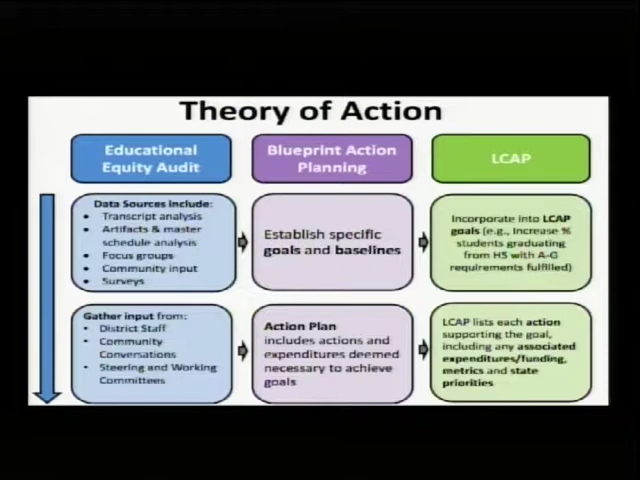 Theory of Action
Educational
Equity Audit
Blueprint Action
Planning
LCAP
Data Sources include:
• Transcript analysis
• Artifacts & master
schedule analysis
• Focus groups
• Community input
• Surveys
Establish specific
goals and baselines
Incorporate into LCAP
goals (e.g., Increase %
students graduating
from HS with A-G
requirements fulfilled)
Gather input from:
• District Staff
• Community
Conversations
• Steering and Working
Committees
Action Plan
includes actions and
expenditures deemed
necessary to achieve
goals
LCAP lists each action
supporting the goal,
including any associated
expenditures/funding,
metrics and state
priorities